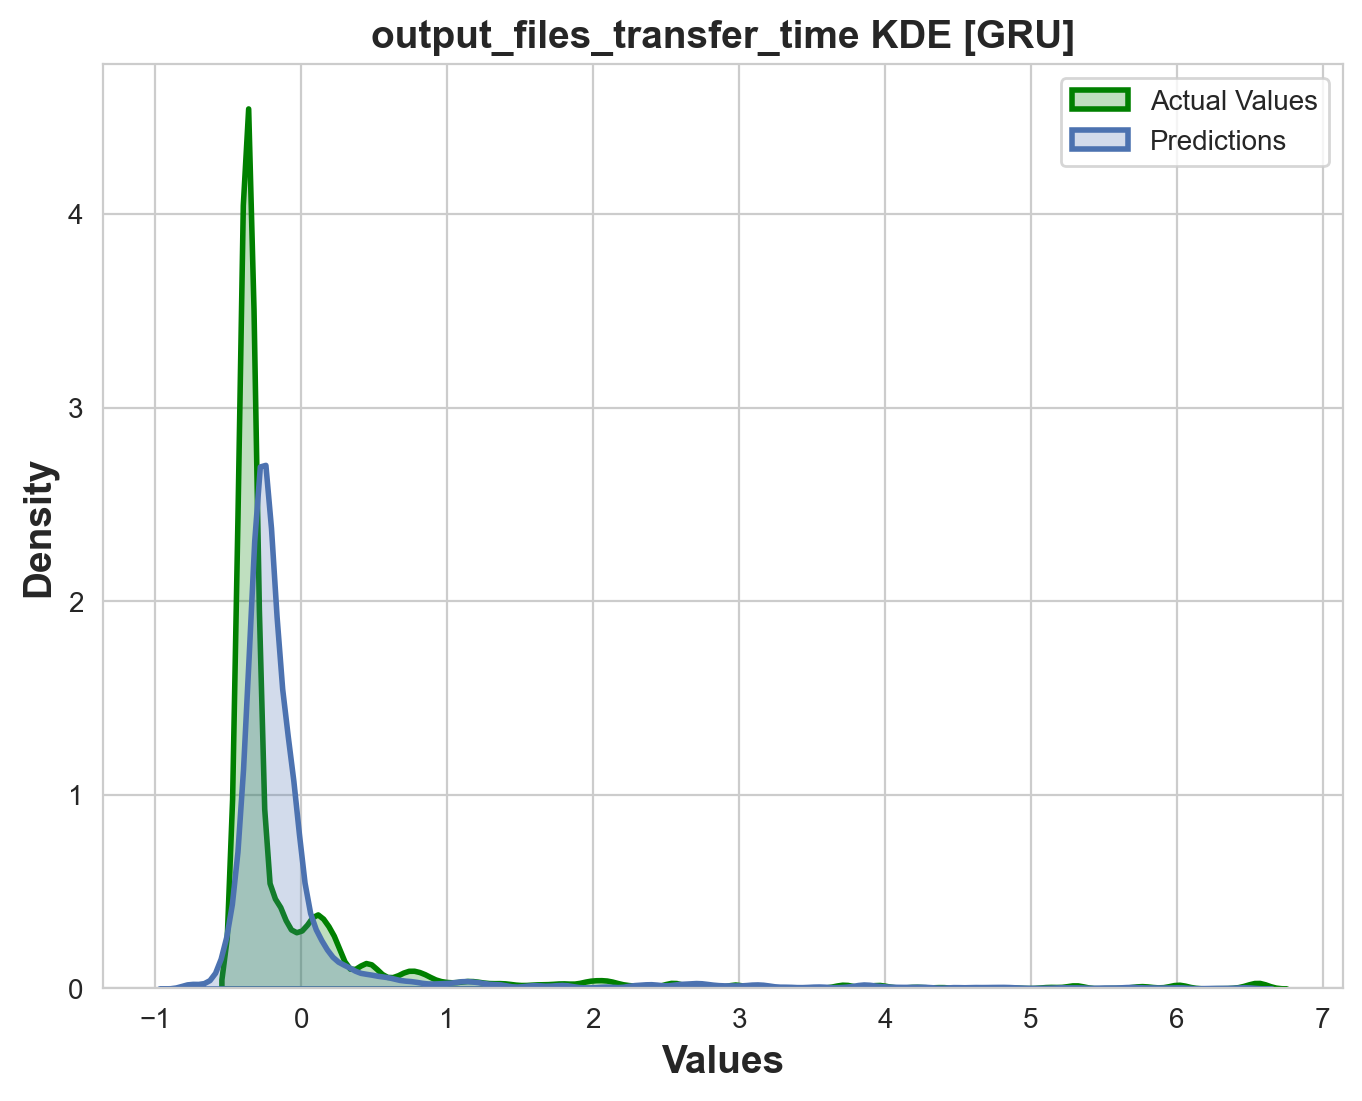 output_files_transfer_time KDE [GRU]
Actual Values
Predictions
4
3
2
1
0
Density
−1 0 1 2 3 4 5 6 7
Values